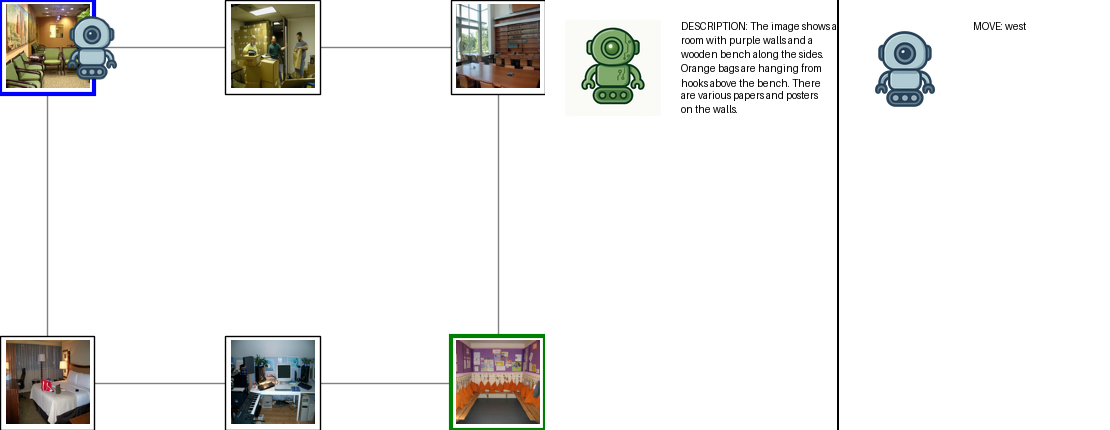 DESCRIPTION: The image shows a
room with purple walls and a
wooden bench along the sides.
Orange bags are hanging from
hooks above the bench. There
are various papers and posters
on the walls.
MOVE: west